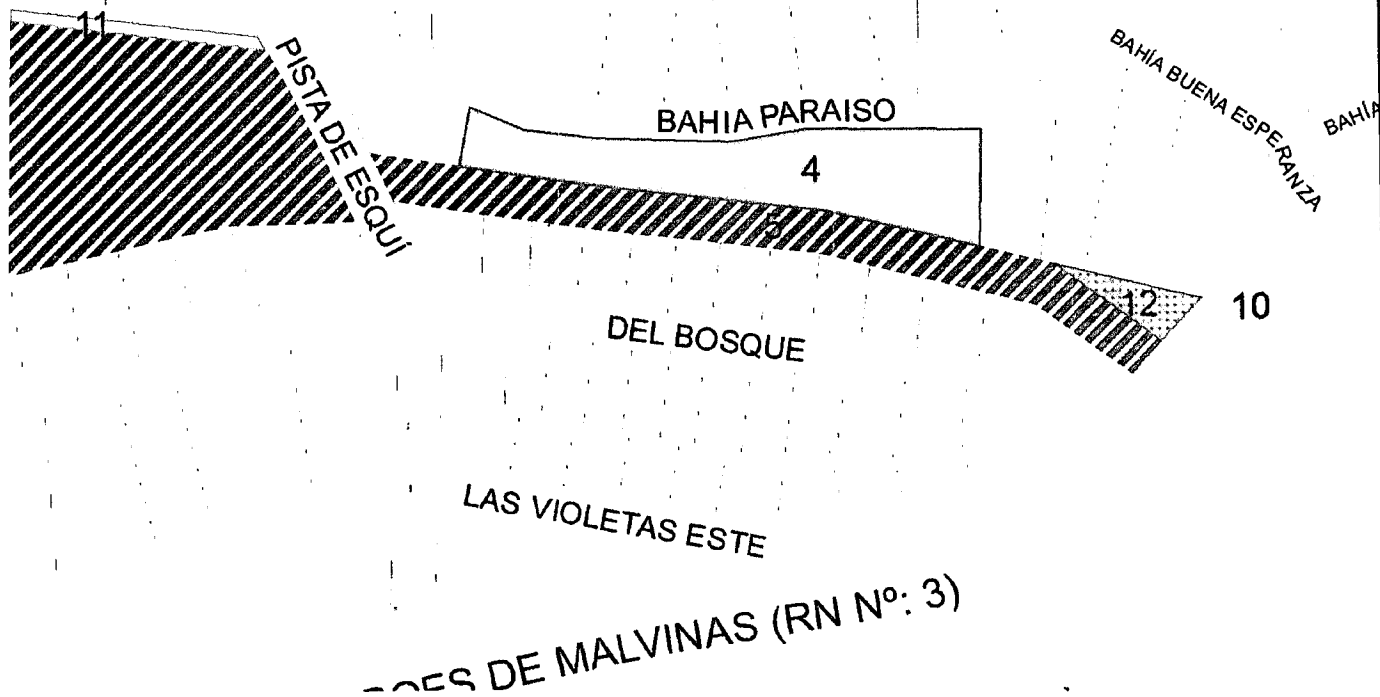 11
PISTA DE ESQUÍ
BAHIA PARAISO
BAHÍA BUENA ESPERANZA
BAHÍA
4
5
12
10
DEL BOSQUE
LAS VIOLETAS ESTE
DE MALVINAS (RN Nº: 3)